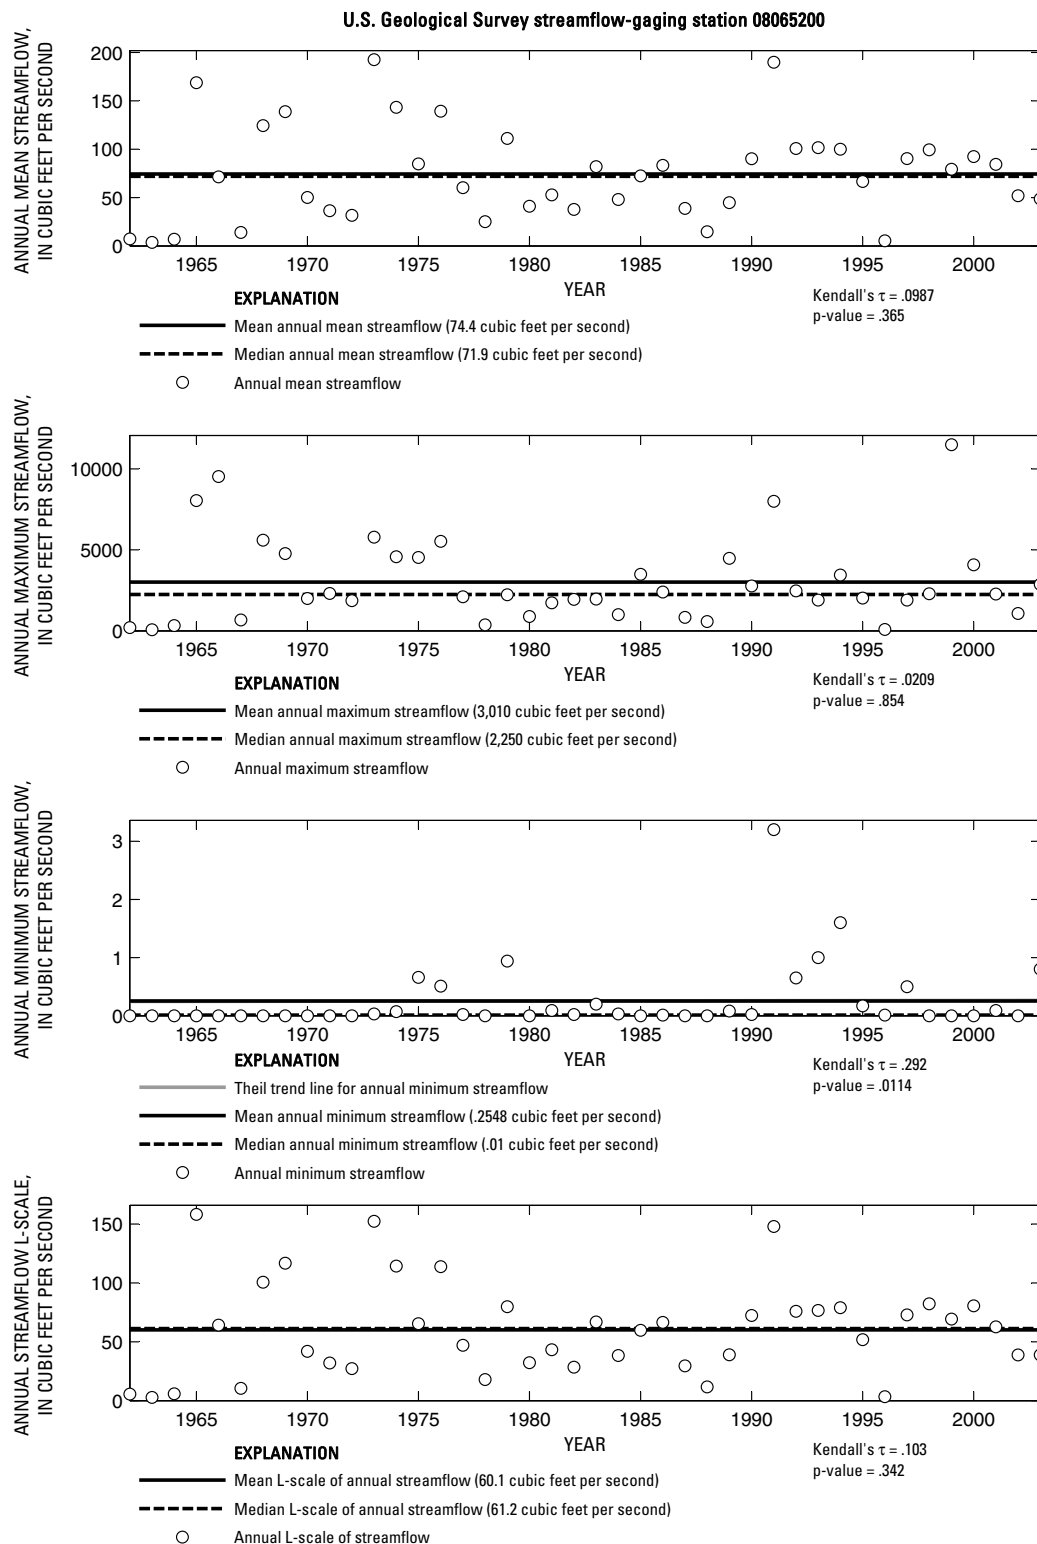 U.S. Geological Survey streamflow-gaging station 08065200
ANNUAL MEAN STREAMFLOW,
IN CUBIC FEET PER SECOND
200
150
100
50
0
1965 1970 1975 1980 1985 1990 1995 2000
YEAR
EXPLANATION
Mean annual mean streamflow (74.4 cubic feet per second)
Median annual mean streamflow (71.9 cubic feet per second)
Annual mean streamflow
Kendall's τ = .0987
p-value = .365
ANNUAL MAXIMUM STREAMFLOW,
IN CUBIC FEET PER SECOND
10000
5000
0
1965 1970 1975 1980 1985 1990 1995 2000
YEAR
EXPLANATION
Mean annual maximum streamflow (3,010 cubic feet per second)
Median annual maximum streamflow (2,250 cubic feet per second)
Annual maximum streamflow
Kendall's τ = .0209
p-value = .854
ANNUAL MINIMUM STREAMFLOW,
IN CUBIC FEET PER SECOND
3
2
1
0
1965 1970 1975 1980 1985 1990 1995 2000
YEAR
EXPLANATION
Theil trend line for annual minimum streamflow
Mean annual minimum streamflow (.2548 cubic feet per second)
Median annual minimum streamflow (.01 cubic feet per second)
Annual minimum streamflow
Kendall's τ = .292
p-value = .0114
ANNUAL STREAMFLOW L-SCALE,
IN CUBIC FEET PER SECOND
150
100
50
0
1965 1970 1975 1980 1985 1990 1995 2000
YEAR
EXPLANATION
Mean L-scale of annual streamflow (60.1 cubic feet per second)
Median L-scale of annual streamflow (61.2 cubic feet per second)
Annual L-scale of streamflow
Kendall's τ = .103
p-value = .342